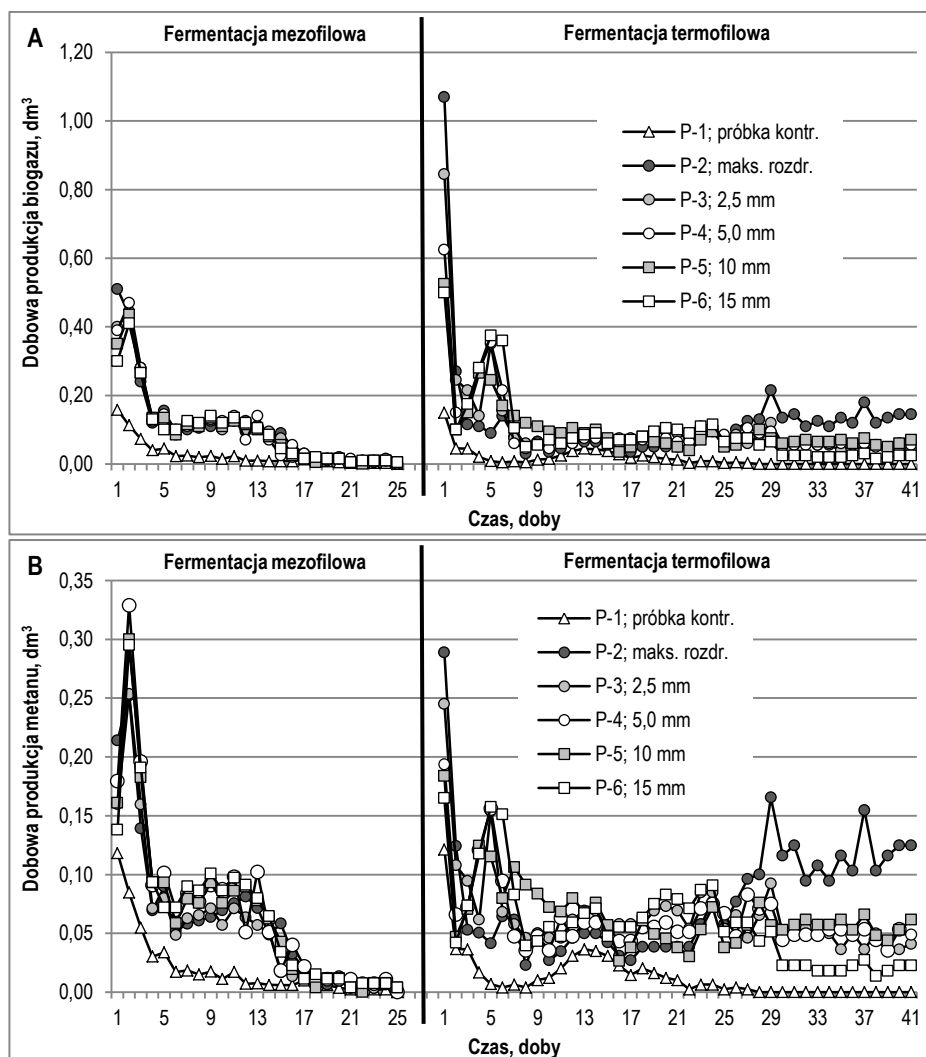 A
Fermentacja mezofilowa
Fermentacja termofilowa
Dobowa produkcja biogazu, dm³
1,20
1,00
0,80
0,60
0,40
0,20
0,00
P-1; próbka kontr.
P-2; maks. rozdr.
P-3; 2,5 mm
P-4; 5,0 mm
P-5; 10 mm
P-6; 15 mm
1 5 9 13 17 21 25 1 5 9 13 17 21 25 29 33 37 41
Czas, doby
B
Fermentacja mezofilowa
Fermentacja termofilowa
Dobowa produkcja metanu, dm³
0,35
0,30
0,25
0,20
0,15
0,10
0,05
0,00
P-1; próbka kontr.
P-2; maks. rozdr.
P-3; 2,5 mm
P-4; 5,0 mm
P-5; 10 mm
P-6; 15 mm
1 5 9 13 17 21 25 1 5 9 13 17 21 25 29 33 37 41
Czas, doby